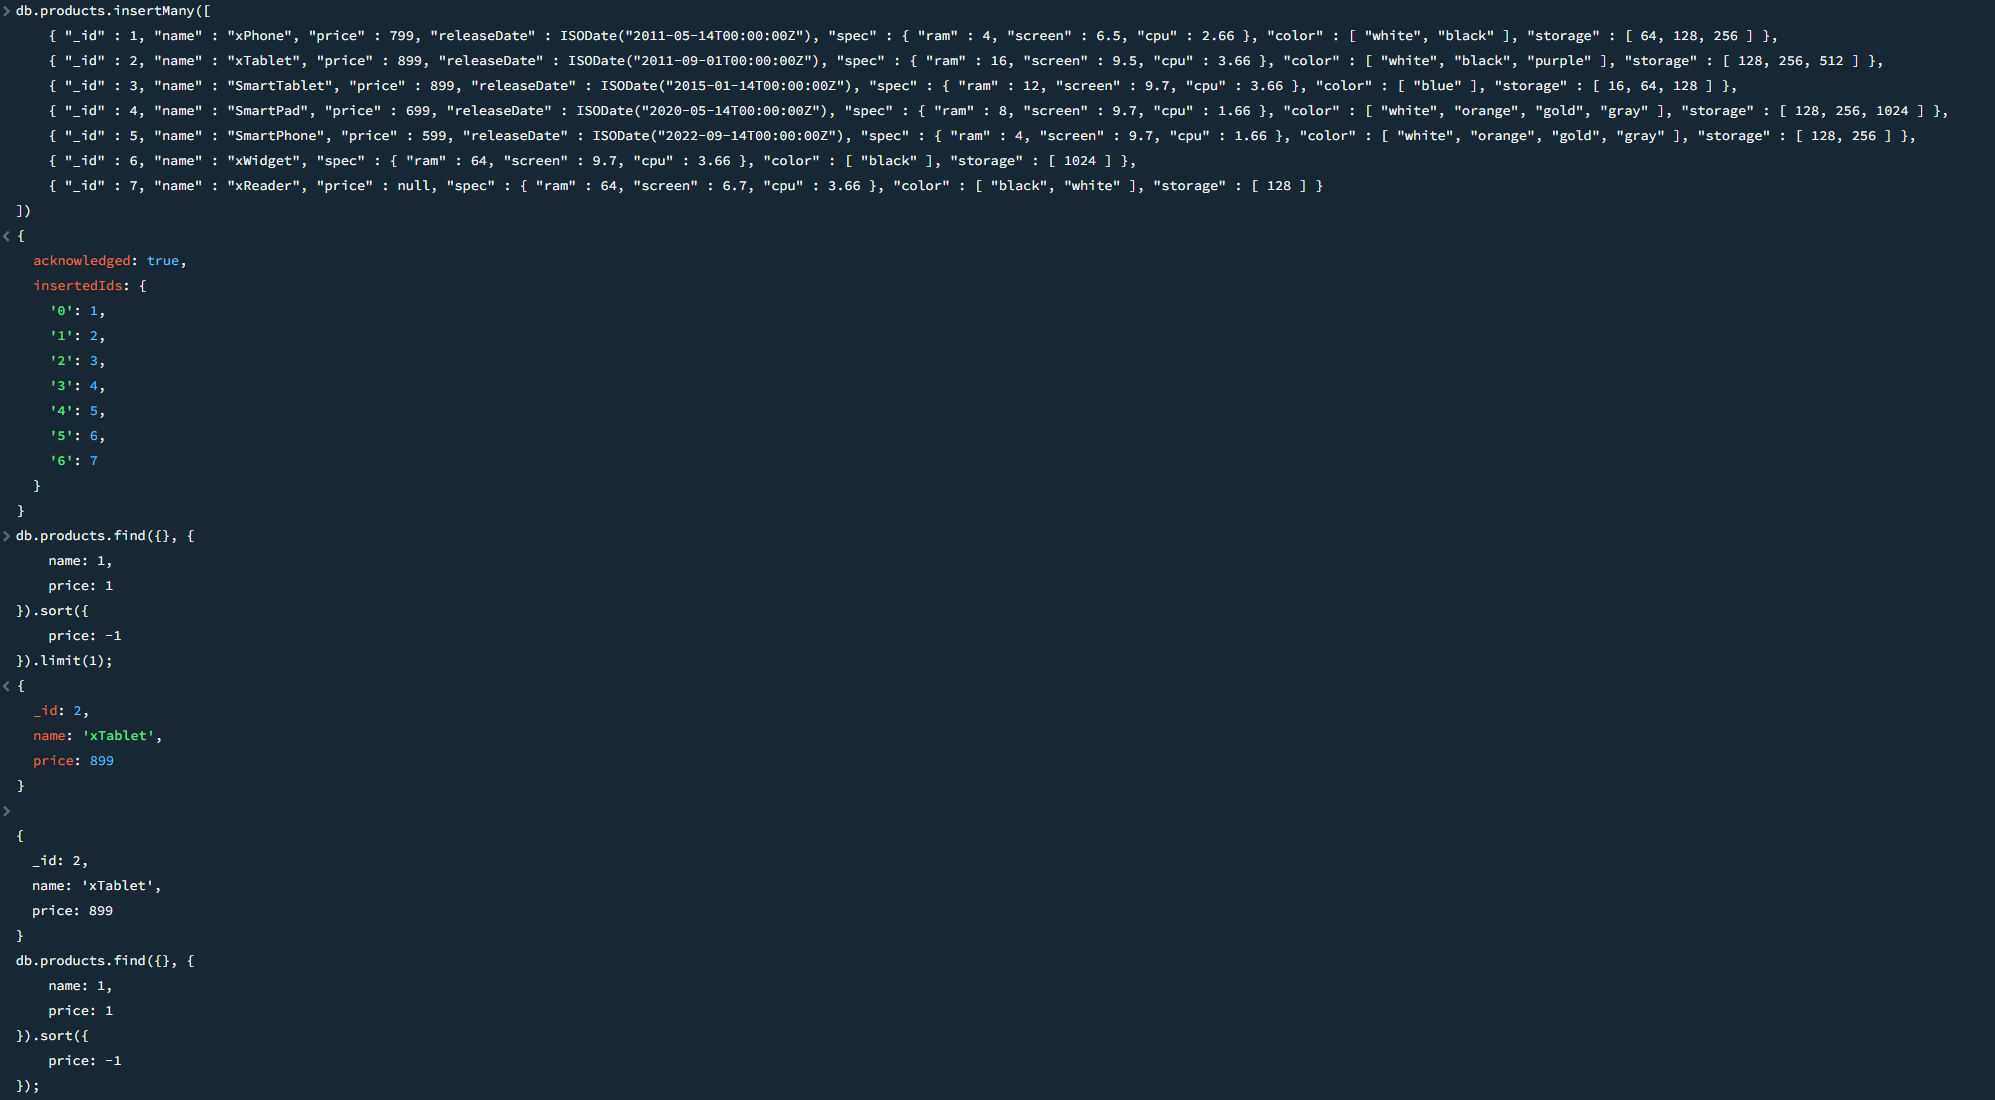 db.products.insertMany([
    { "_id" : 1, "name" : "xPhone", "price" : 799, "releaseDate" : ISODate("2011-05-14T00:00:00Z"), "spec" : { "ram" : 4, "screen" : 6.5, "cpu" : 2.66 }, "color" : [ "white", "black" ], "storage" : [ 64, 128, 256 ] },
    { "_id" : 2, "name" : "xTablet", "price" : 899, "releaseDate" : ISODate("2011-09-01T00:00:00Z"), "spec" : { "ram" : 16, "screen" : 9.5, "cpu" : 3.66 }, "color" : [ "white", "black", "purple" ], "storage" : [ 128, 256, 512 ] },
    { "_id" : 3, "name" : "SmartTablet", "price" : 899, "releaseDate" : ISODate("2015-01-14T00:00:00Z"), "spec" : { "ram" : 12, "screen" : 9.7, "cpu" : 3.66 }, "color" : [ "blue" ], "storage" : [ 16, 64, 128 ] },
    { "_id" : 4, "name" : "SmartPad", "price" : 699, "releaseDate" : ISODate("2020-05-14T00:00:00Z"), "spec" : { "ram" : 8, "screen" : 9.7, "cpu" : 1.66 }, "color" : [ "white", "orange", "gold", "gray" ], "storage" : [ 128, 256, 1024 ] },
    { "_id" : 5, "name" : "SmartPhone", "price" : 599, "releaseDate" : ISODate("2022-09-14T00:00:00Z"), "spec" : { "ram" : 4, "screen" : 9.7, "cpu" : 1.66 }, "color" : [ "white", "orange", "gold", "gray" ], "storage" : [ 128, 256 ] },
    { "_id" : 6, "name" : "xWidget", "spec" : { "ram" : 64, "screen" : 9.7, "cpu" : 3.66 }, "color" : [ "black" ], "storage" : [ 1024 ] },
    { "_id" : 7, "name" : "xReader", "price" : null, "spec" : { "ram" : 64, "screen" : 6.7, "cpu" : 3.66 }, "color" : [ "black", "white" ], "storage" : [ 128 ] }
])
{
  acknowledged: true,
  insertedIds: {
    '0': 1,
    '1': 2,
    '2': 3,
    '3': 4,
    '4': 5,
    '5': 6,
    '6': 7
  }
}
db.products.find({}, {
    name: 1,
    price: 1
}).sort({
    price: -1
}).limit(1);
{
  _id: 2,
  name: 'xTablet',
  price: 899
}
{
  _id: 2,
  name: 'xTablet',
  price: 899
}
db.products.find({}, {
    name: 1,
    price: 1
}).sort({
    price: -1
});